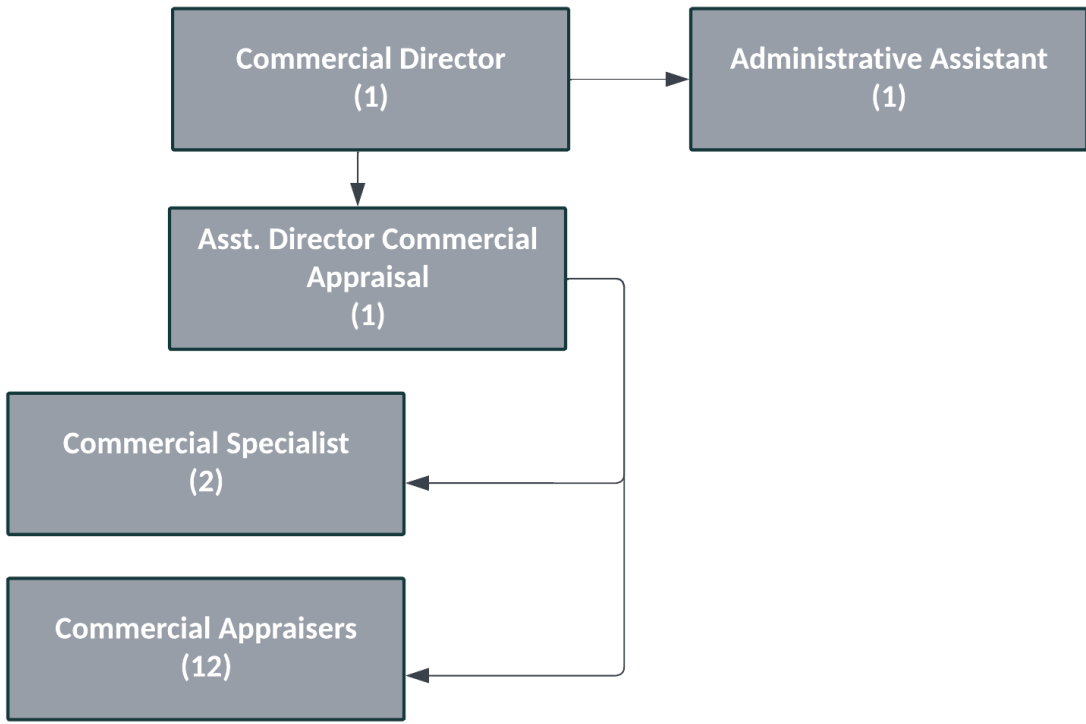 Commercial Director
(1)
Administrative Assistant
(1)
Asst. Director Commercial
Appraisal
(1)
Commercial Specialist
(2)
Commercial Appraisers
(12)